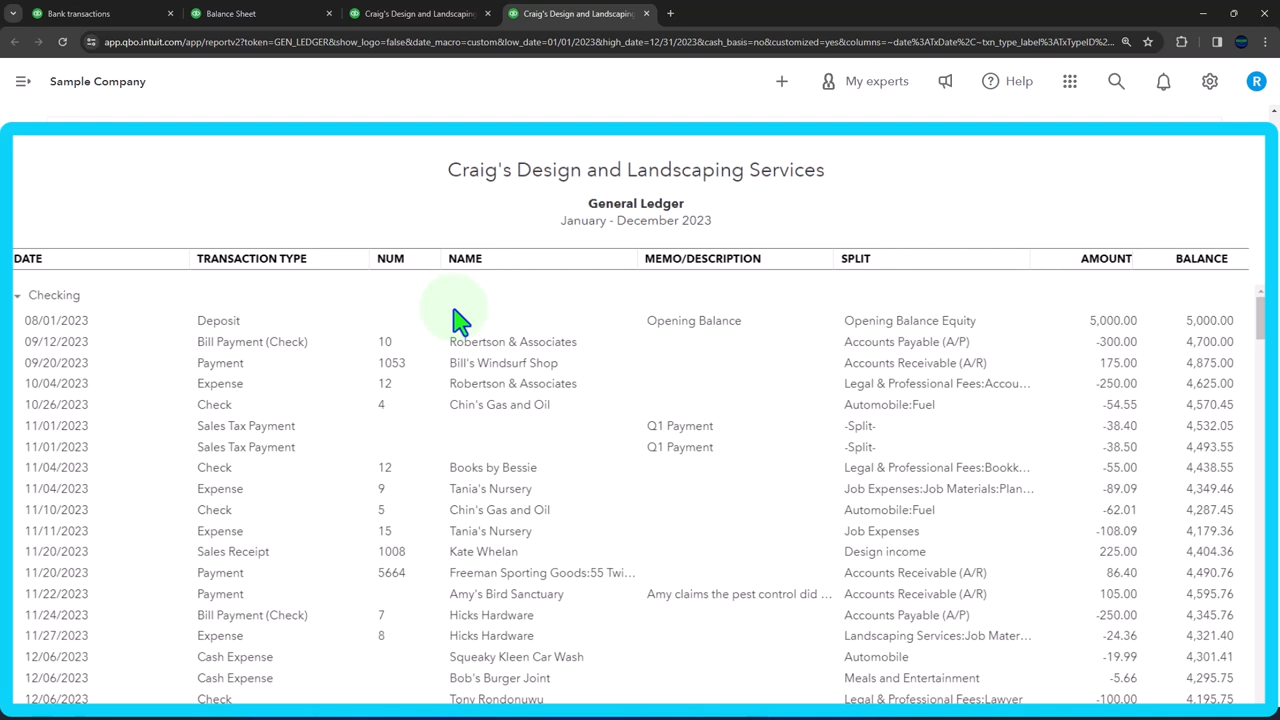 Bank transactions
Balance Sheet
Craig's Design and Landscaping
Craig's Design and Landscaping
app.qbo.intuit.com/app/reportv2?token=GEN_LEDGER&show_logo=false&date_macro=custom&low_date=01/01/2023&high_date=12/31/2023&cash_basis=no&customized=yes&columns=~date%3ATxDate%2C~txn_type_label%3ATxTypeID%2...
Sample Company
My experts
Help
R
Craig's Design and Landscaping Services
General Ledger
January - December 2023
DATE TRANSACTION TYPE NUM NAME MEMO/DESCRIPTION SPLIT AMOUNT BALANCE
Checking
08/01/2023 Deposit Opening Balance Opening Balance Equity 5,000.00 5,000.00
09/12/2023 Bill Payment (Check) 10 Robertson & Associates Accounts Payable (A/P) -300.00 4,700.00
09/20/2023 Payment 1053 Bill's Windsurf Shop Accounts Receivable (A/R) 175.00 4,875.00
10/04/2023 Expense 12 Robertson & Associates Legal & Professional Fees:Accou... -250.00 4,625.00
10/26/2023 Check 4 Chin's Gas and Oil Automobile:Fuel -54.55 4,570.45
11/01/2023 Sales Tax Payment Q1 Payment -Split- -38.40 4,532.05
11/01/2023 Sales Tax Payment Q1 Payment -Split- -38.50 4,493.55
11/04/2023 Check 12 Books by Bessie Legal & Professional Fees:Bookk... -55.00 4,438.55
11/04/2023 Expense 9 Tania's Nursery Job Expenses:Job Materials:Plan... -89.09 4,349.46
11/10/2023 Check 5 Chin's Gas and Oil Automobile:Fuel -62.01 4,287.45
11/11/2023 Expense 15 Tania's Nursery Job Expenses -108.09 4,179.36
11/20/2023 Sales Receipt 1008 Kate Whelan Design income 225.00 4,404.36
11/20/2023 Payment 5664 Freeman Sporting Goods:55 Twi... Accounts Receivable (A/R) 86.40 4,490.76
11/22/2023 Payment Amy's Bird Sanctuary Amy claims the pest control did ... Accounts Receivable (A/R) 105.00 4,595.76
11/24/2023 Bill Payment (Check) 7 Hicks Hardware Accounts Payable (A/P) -250.00 4,345.76
11/27/2023 Expense 8 Hicks Hardware Landscaping Services:Job Mater... -24.36 4,321.40
12/06/2023 Cash Expense Squeaky Kleen Car Wash Automobile -19.99 4,301.41
12/06/2023 Cash Expense Bob's Burger Joint Meals and Entertainment -5.66 4,295.75
12/06/2023 Check Tony Rondonuwu Legal & Professional Fees:Lawyer -100.00 4,195.75